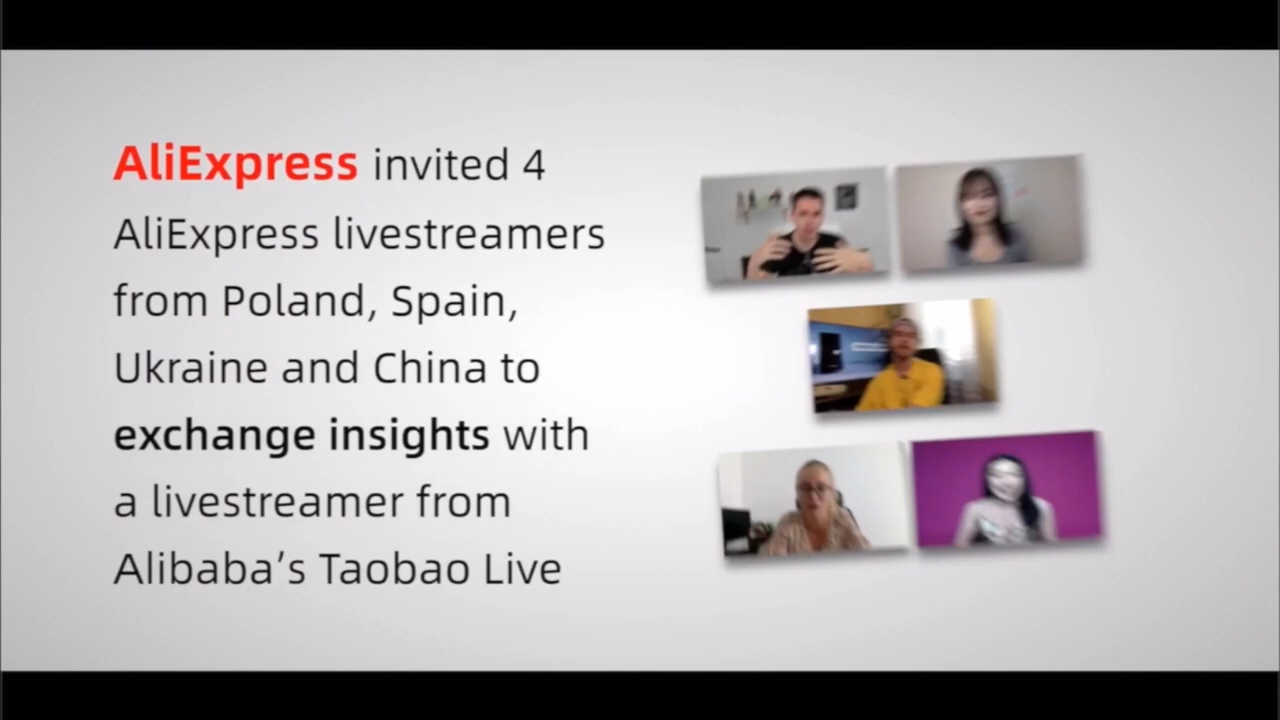 AliExpress invited 4
AliExpress livestreamers
from Poland, Spain,
Ukraine and China to
exchange insights with
a livestreamer from
Alibaba’s Taobao Live